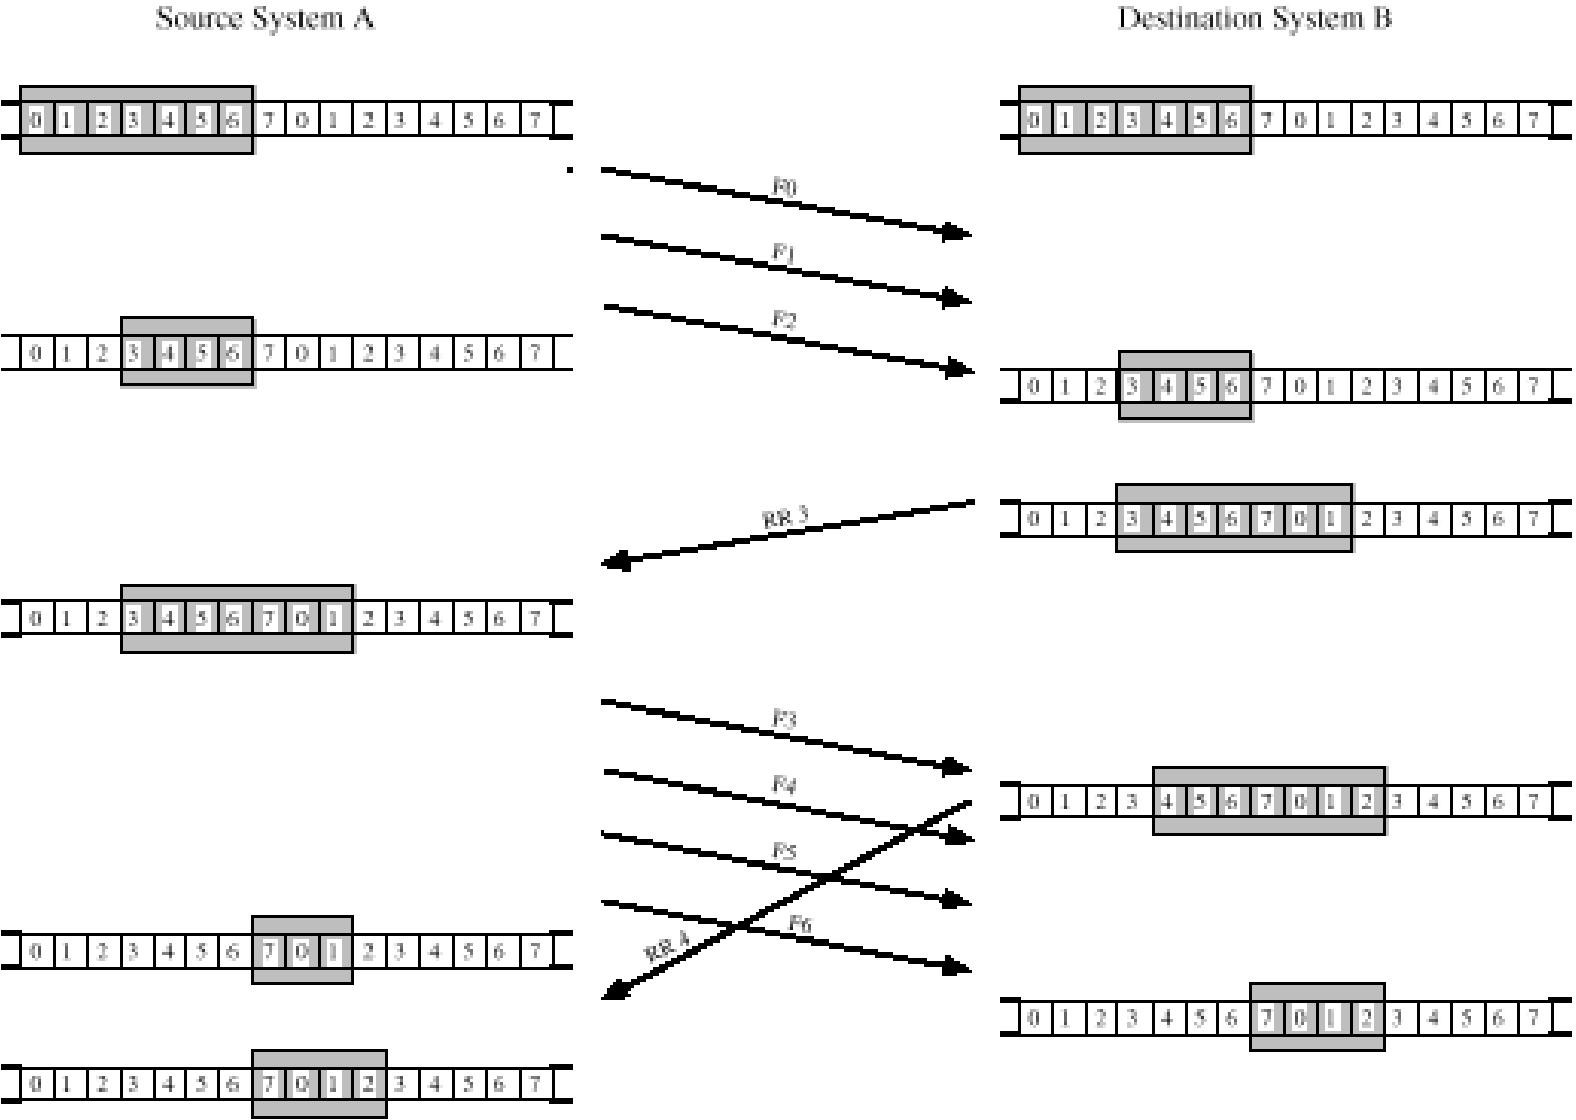 Source System A Destination System B
0 1 2 3 4 5 6 7 0 1 2 3 4 5 6 7 0 1 2 3 4 5 6 7 0 1 2 3 4 5 6 7
F0
F1
F2
0 1 2 3 4 5 6 7 0 1 2 3 4 5 6 7
0 1 2 3 4 5 6 7 0 1 2 3 4 5 6 7
RR 3
0 1 2 3 4 5 6 7 0 1 2 3 4 5 6 7
0 1 2 3 4 5 6 7 0 1 2 3 4 5 6 7
F3
F4
0 1 2 3 4 5 6 7 0 1 2 3 4 5 6 7
F5
F6
RR 4
0 1 2 3 4 5 6 7 0 1 2 3 4 5 6 7
0 1 2 3 4 5 6 7 0 1 2 3 4 5 6 7
0 1 2 3 4 5 6 7 0 1 2 3 4 5 6 7